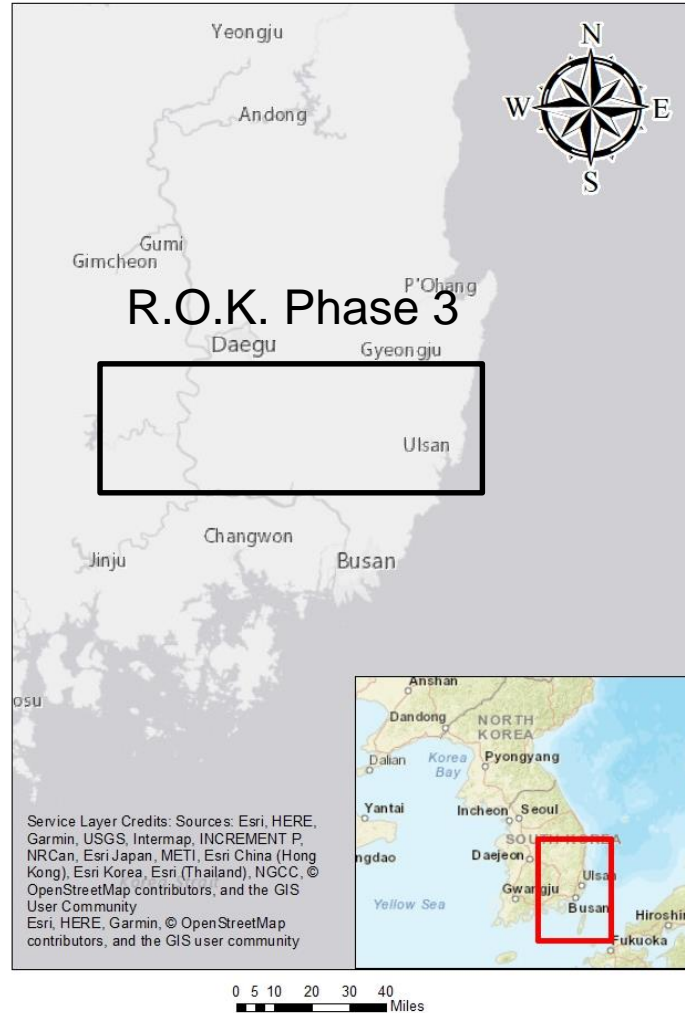 Yeongju
N
W E
S
Andong
Gumi
Gimcheon
P'Ohang
R.O.K. Phase 3
Daegu
Gyeongju
Ulsan
Changwon
Jinju
Busan
osu
Service Layer Credits: Sources: Esri, HERE,
Garmin, USGS, Intermap, INCREMENT P,
NRCan, Esri Japan, METI, Esri China (Hong
Kong), Esri Korea, Esri (Thailand), NGCC, ©
OpenStreetMap contributors, and the GIS
User Community
Esri, HERE, Garmin, © OpenStreetMap
contributors, and the GIS user community
Anshan
Dandong
NORTH
KOREA
Dalian
Korea
Bay
Pyongyang
Yantai
Incheon
Seoul
SOUTH KOREA
ngdao
Daejeon
Ulsan
Gwangju
Busan
Yellow Sea
Hiroshi
Fukuoka
0 5 10 20 30 40
Miles